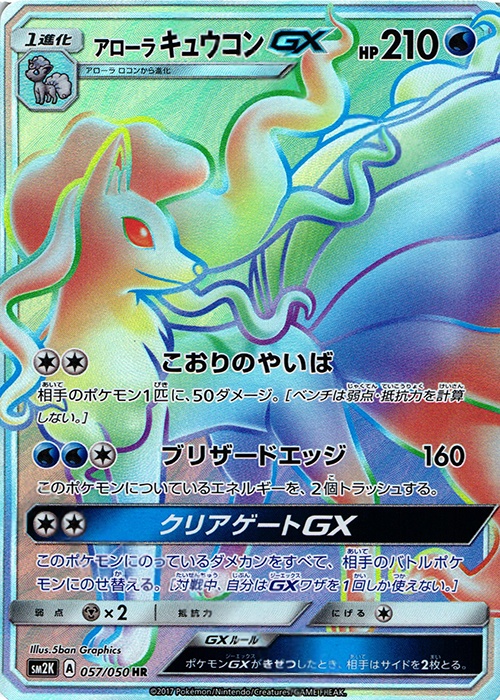 1進化
アローラ キュウコン GX
HP 210
アローラ ロコンから進化
こおりのやいば
相手のポケモン1匹に、50ダメージ。[ベンチは弱点・抵抗力を計算
しない。]
ブリザードエッジ 160
このポケモンについているエネルギーを、2個トラッシュする。
クリアゲートGX
このポケモンにのっているダメカンをすべて、相手のバトルポケ
モンにのせ替える。[対戦中、自分はGXワザを1回しか使えない。]
弱点 ×2 抵抗力 にげる
Illus. 5ban Graphics
GXルール
SM2K A 057/050 HR
ポケモンGXがきぜつしたとき、相手はサイドを2枚とる。
©2017 Pokémon/Nintendo/Creatures/GAME FREAK.